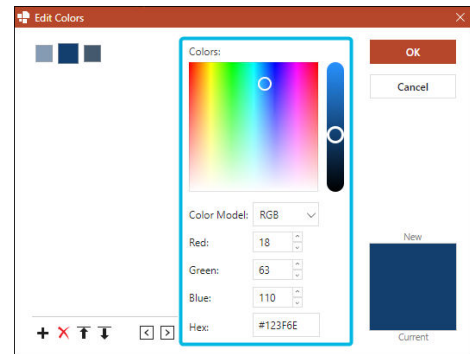 Edit Colors
Colors:
OK
Cancel
Color Model: RGB
Red: 18
Green: 63
Blue: 110
Hex: #123F6E
New
Current